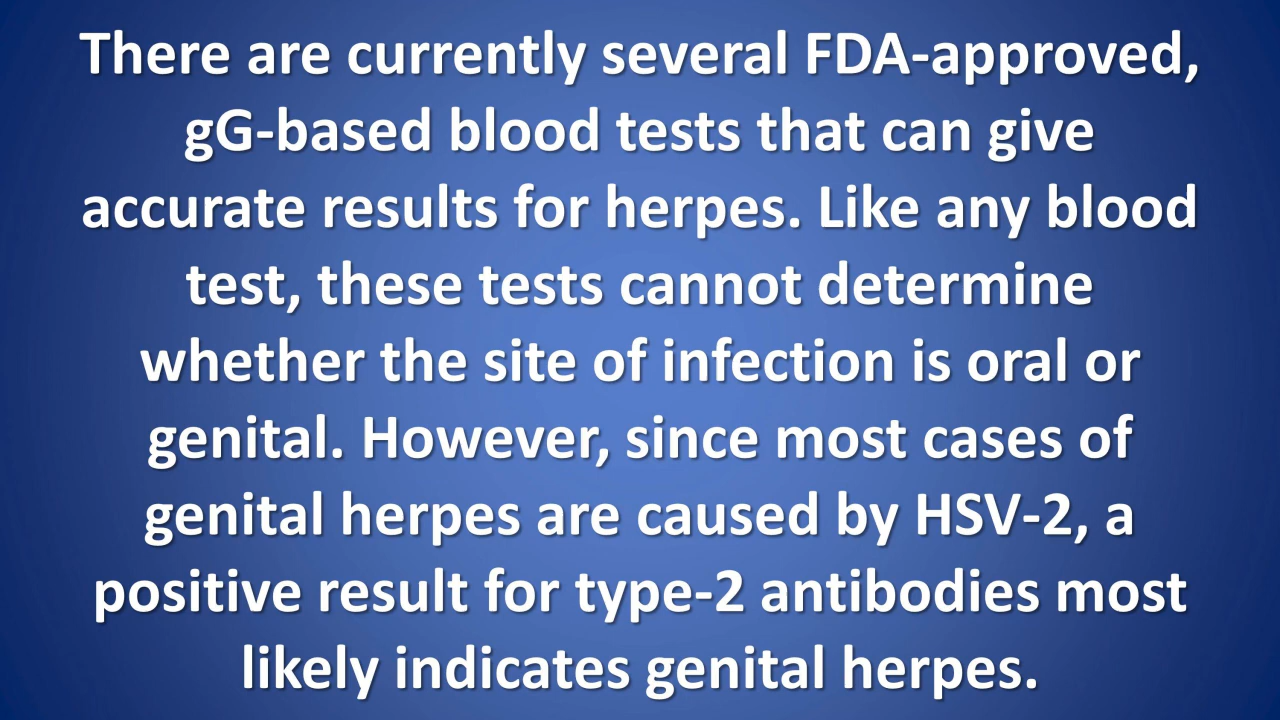 There are currently several FDA-approved,
gG-based blood tests that can give
accurate results for herpes. Like any blood
test, these tests cannot determine
whether the site of infection is oral or
genital. However, since most cases of
genital herpes are caused by HSV-2, a
positive result for type-2 antibodies most
likely indicates genital herpes.